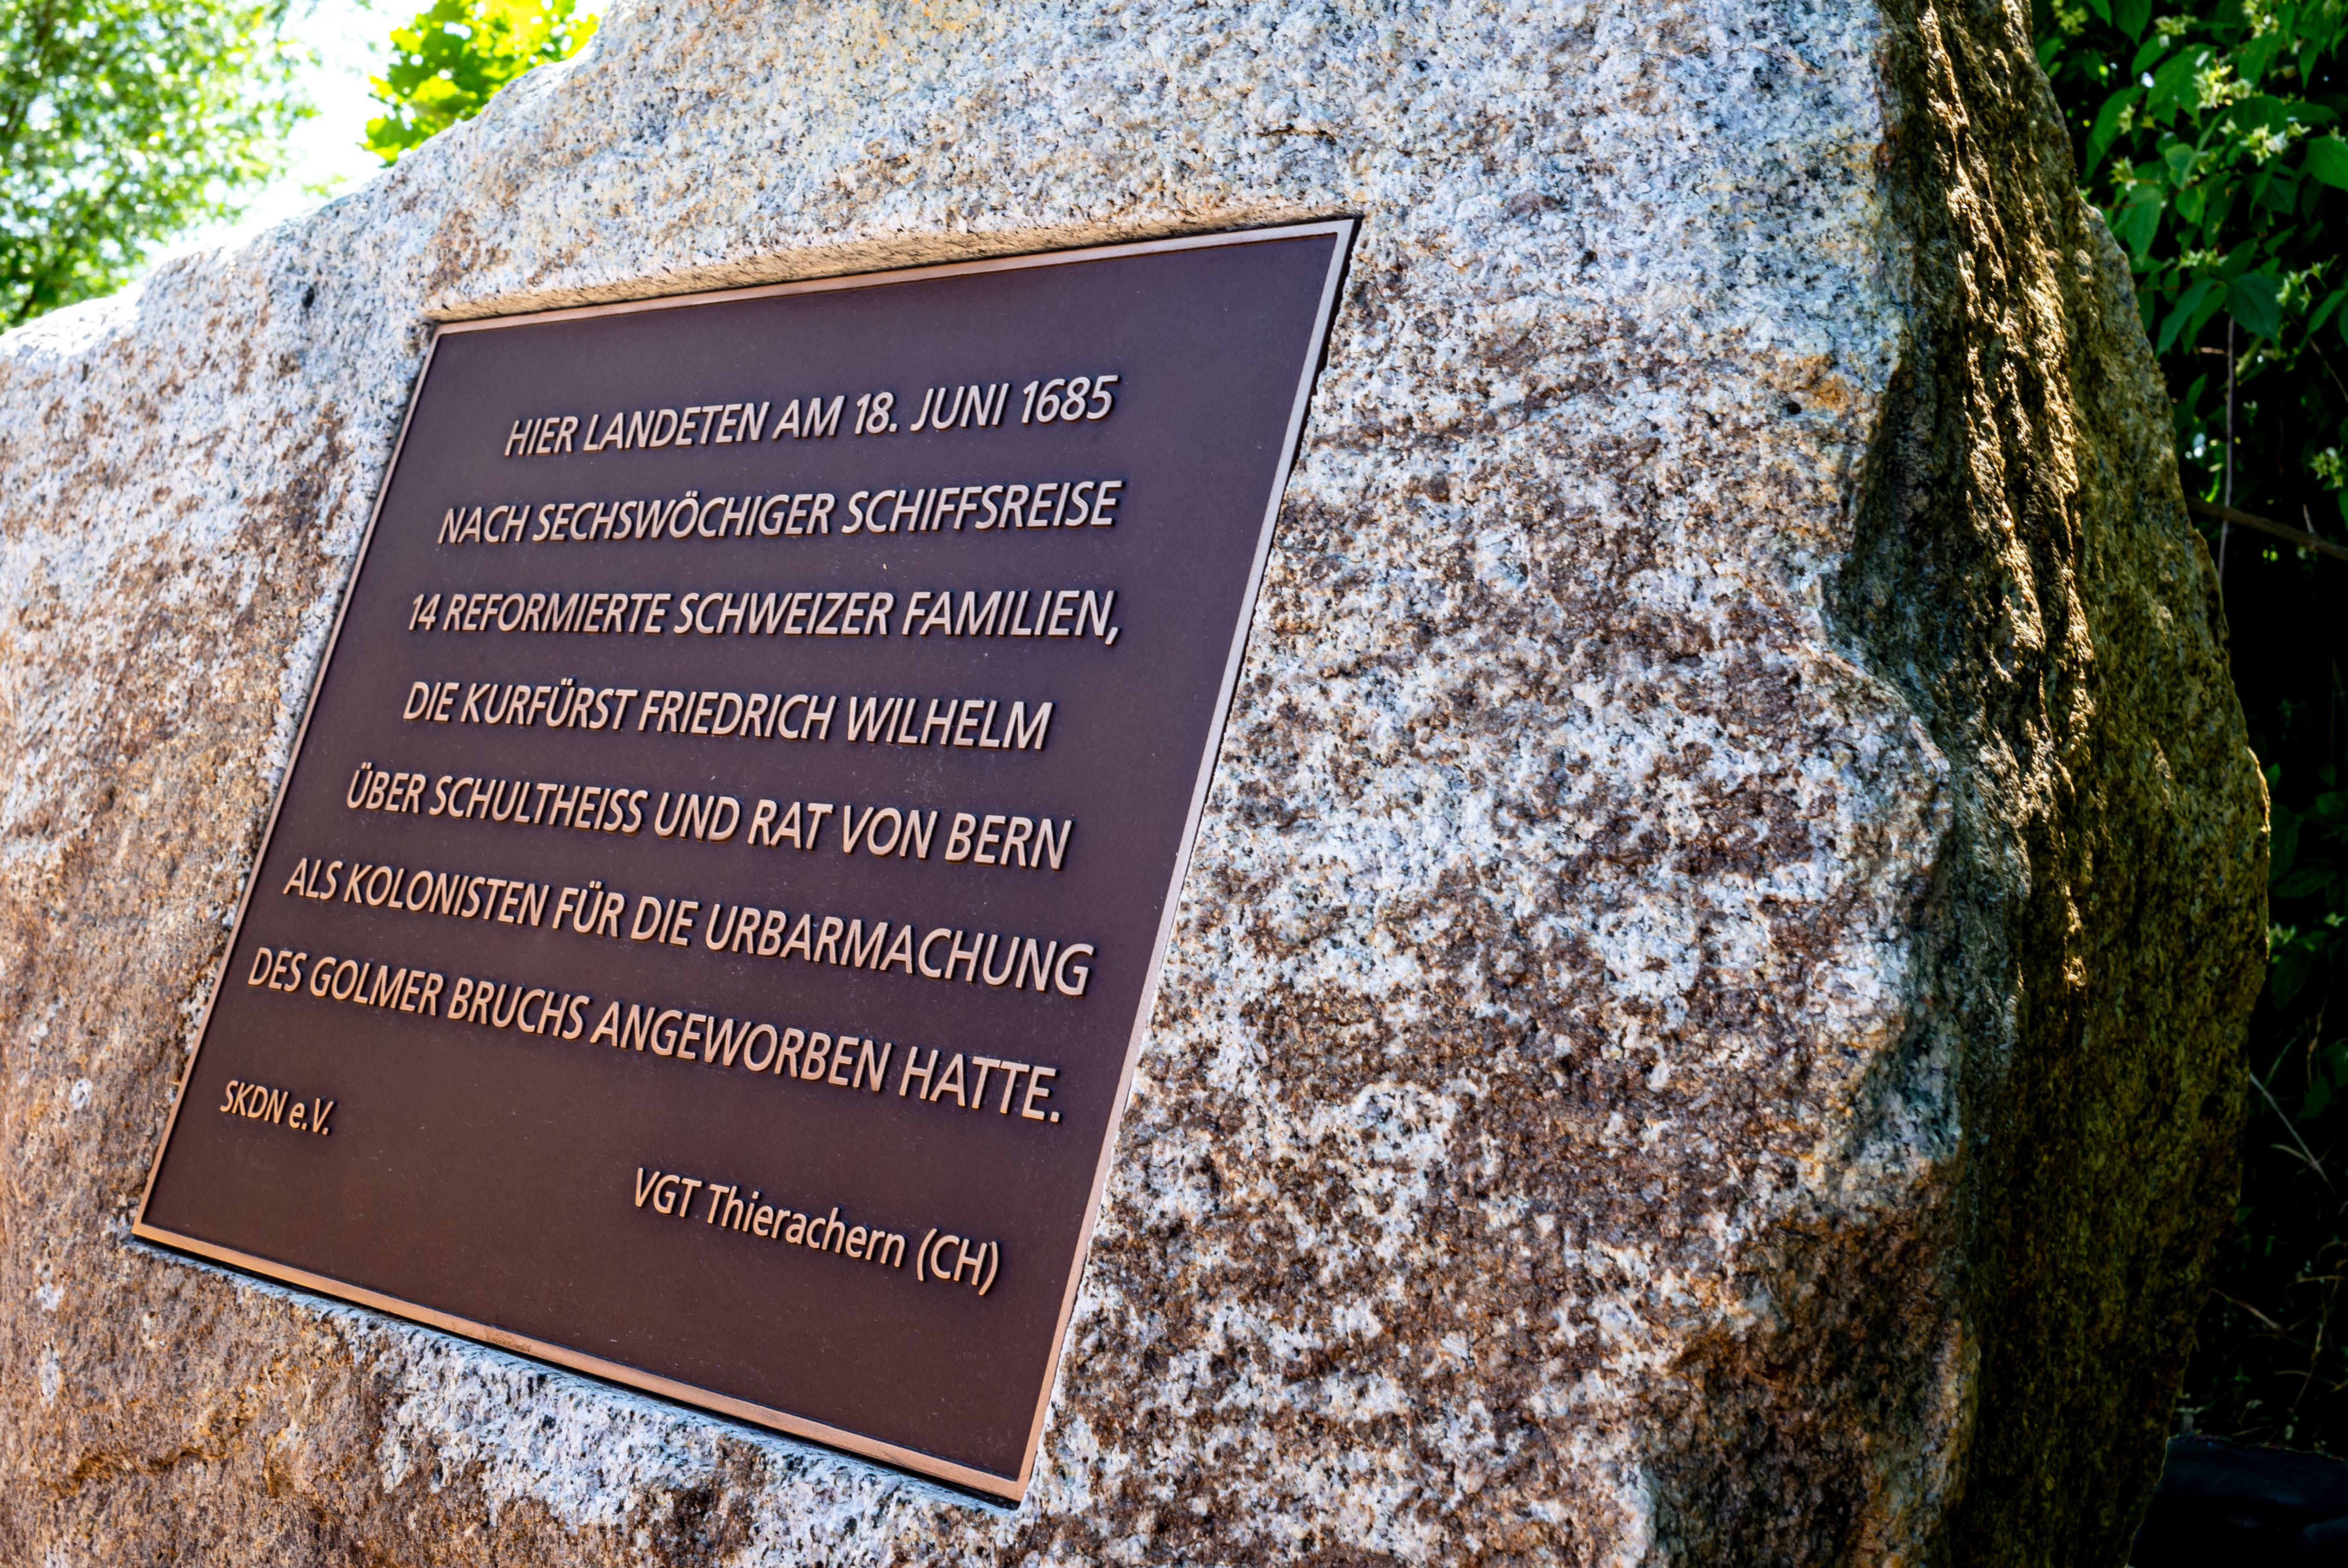 HIER LANDETEN AM 18. JUNI 1685
NACH SECHSWÖCHIGER SCHIFFSREISE
14 REFORMIERTE SCHWEIZER FAMILIEN,
DIE KURFÜRST FRIEDRICH WILHELM
ÜBER SCHULTHEISS UND RAT VON BERN
ALS KOLONISTEN FÜR DIE URBARMACHUNG
DES GOLMER BRUCHS ANGEWORBEN HATTE.
SKDN e.V.
VGT Thierachern (CH)